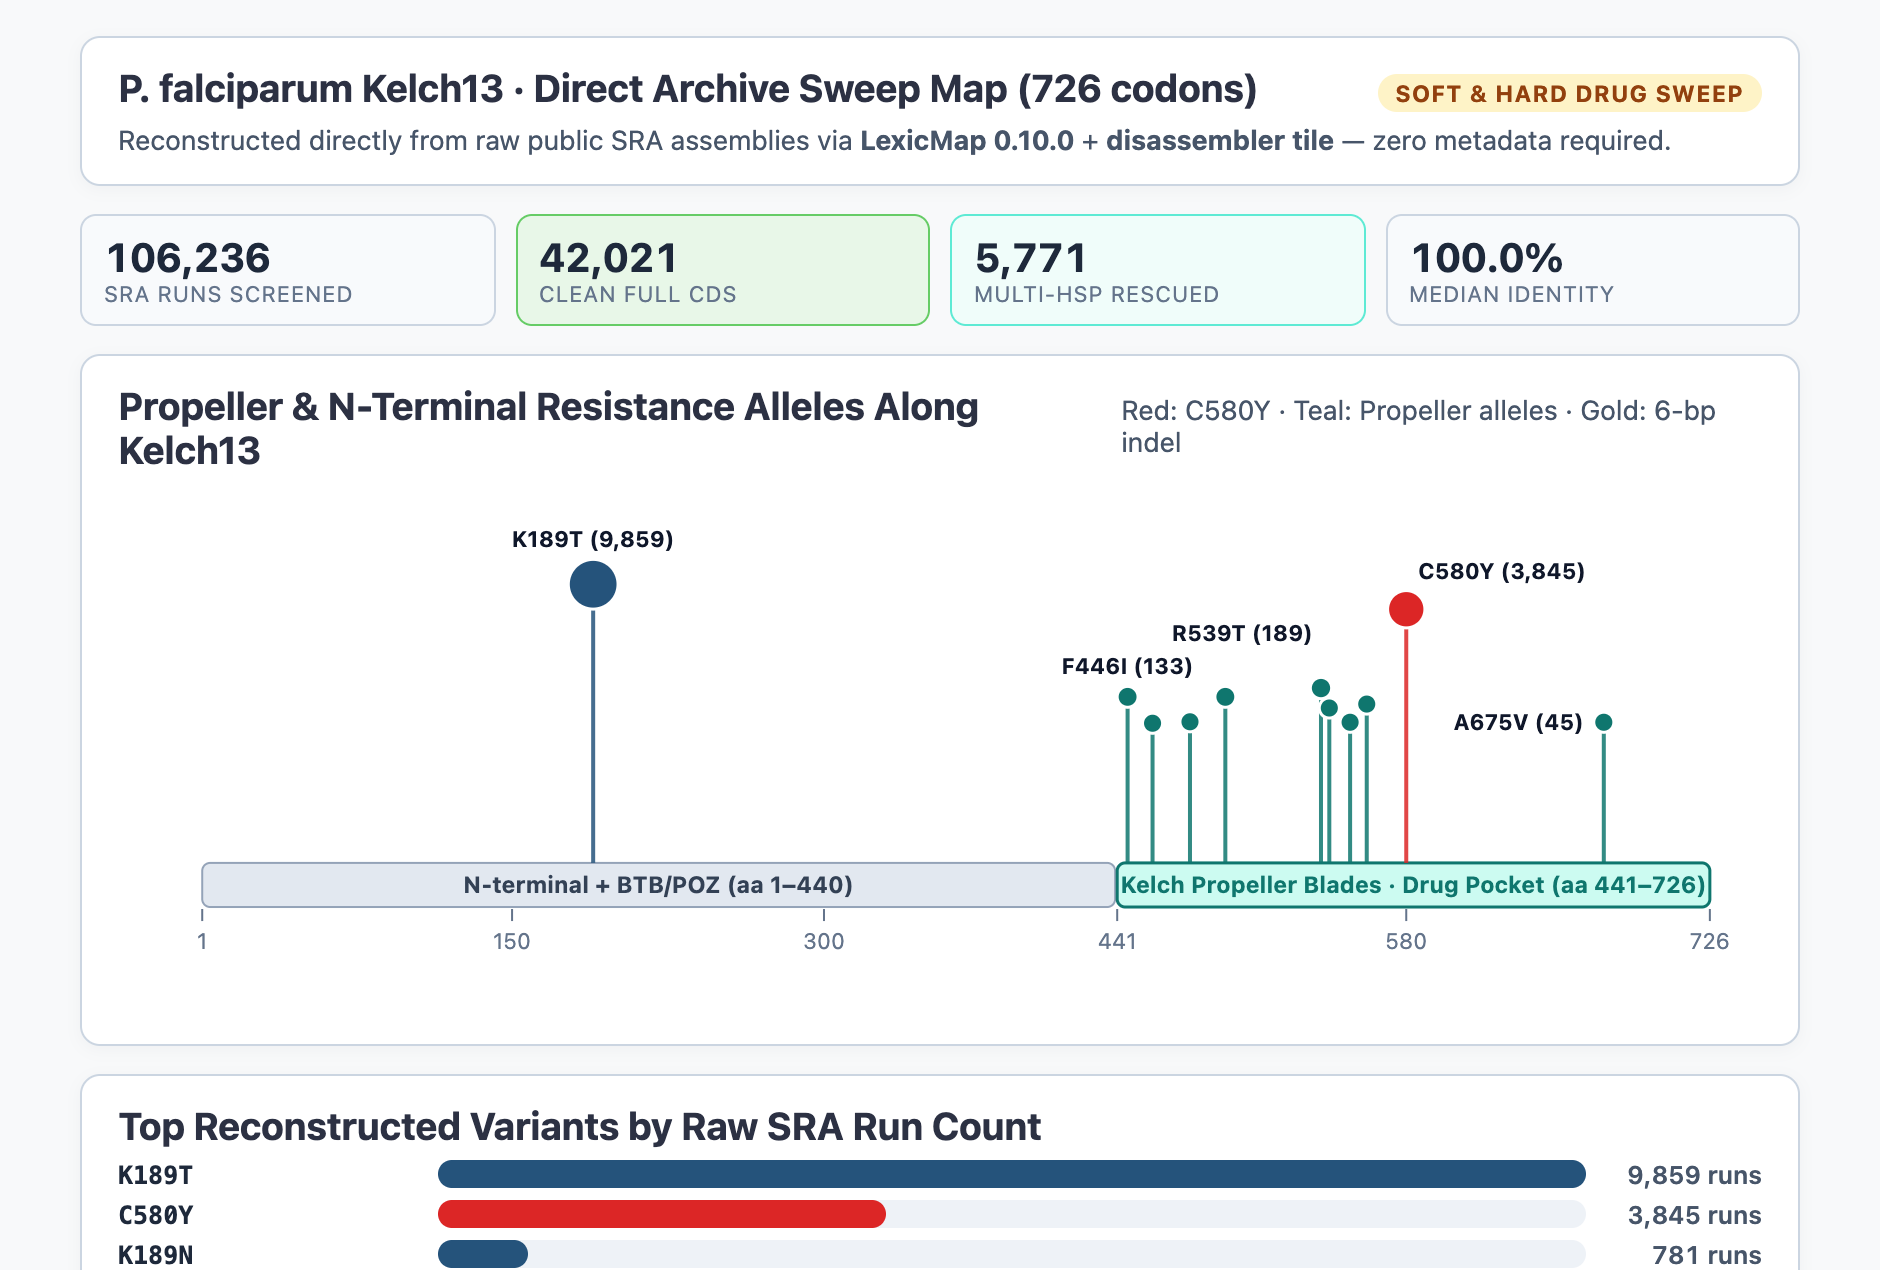 P. falciparum Kelch13 · Direct Archive Sweep Map (726 codons)
SOFT & HARD DRUG SWEEP
Reconstructed directly from raw public SRA assemblies via LexicMap 0.10.0 + disassembler tile — zero metadata required.
106,236
SRA RUNS SCREENED
42,021
CLEAN FULL CDS
5,771
MULTI-HSP RESCUED
100.0%
MEDIAN IDENTITY
Propeller & N-Terminal Resistance Alleles Along
Kelch13
Red: C580Y · Teal: Propeller alleles · Gold: 6-bp
indel
K189T (9,859)
C580Y (3,845)
R539T (189)
F446I (133)
A675V (45)
N-terminal + BTB/POZ (aa 1–440)
Kelch Propeller Blades · Drug Pocket (aa 441–726)
1
150
300
441
580
726
Top Reconstructed Variants by Raw SRA Run Count
K189T 9,859 runs
C580Y 3,845 runs
K189N 781 runs